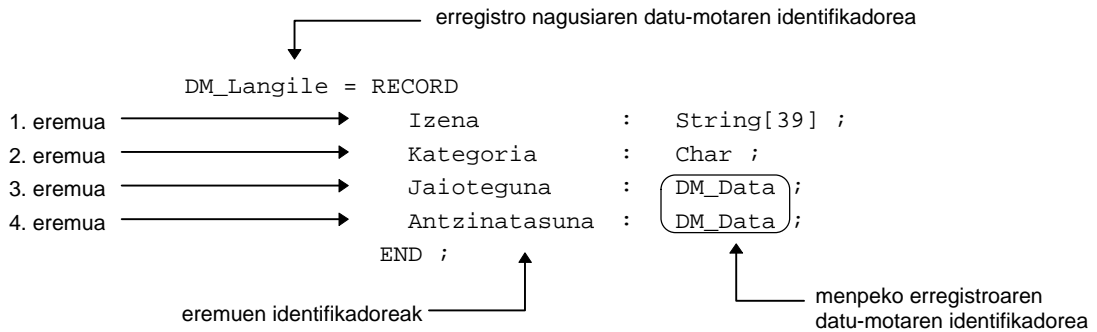 erregistro nagusiaren datu-motaren identifikadorea
DM_Langile = RECORD
1. eremua Izena : String[39] ;
2. eremua Kategoria : Char ;
3. eremua Jaioteguna : DM_Data ;
4. eremua Antzinatasuna : DM_Data ;
END ;
eremuen identifikadoreak
menpeko erregistroaren
datu-motaren identifikadorea